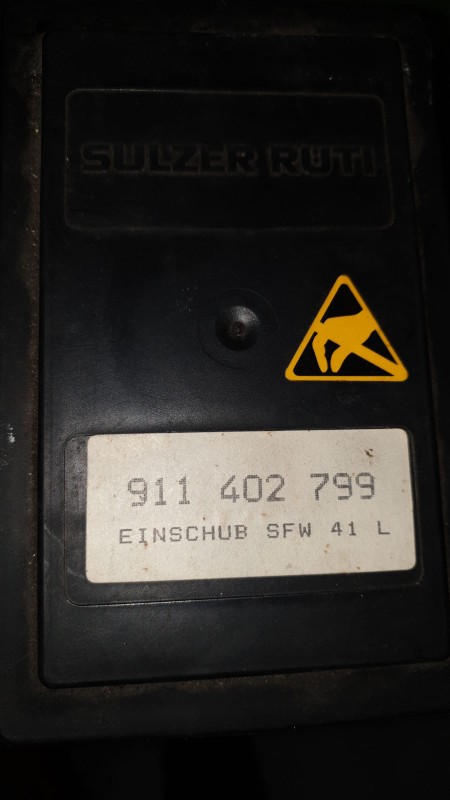 SULZER RUTI
911 402 799
EINSCHUB SFW 41 L